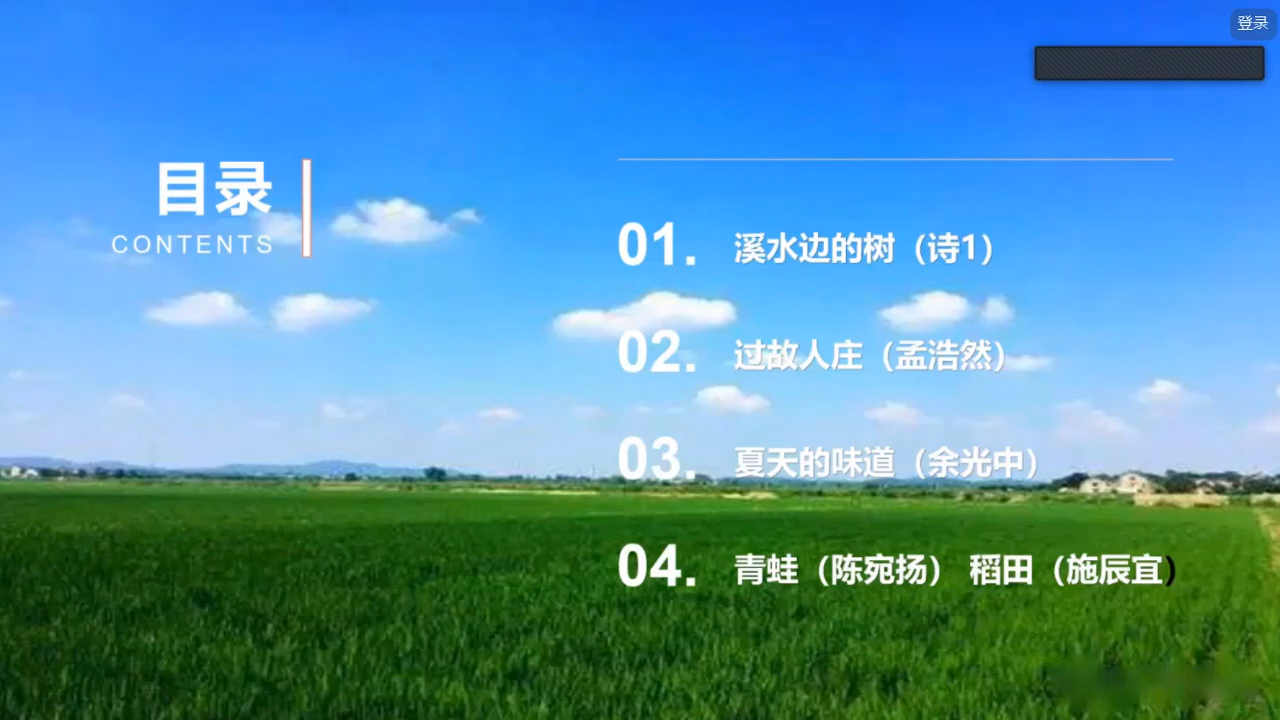 登录
目录
CONTENTS
01. 溪水边的树（诗1）
02. 过故人庄（孟浩然）
03. 夏天的味道（余光中）
04. 青蛙（陈宛扬） 稻田（施辰宜）